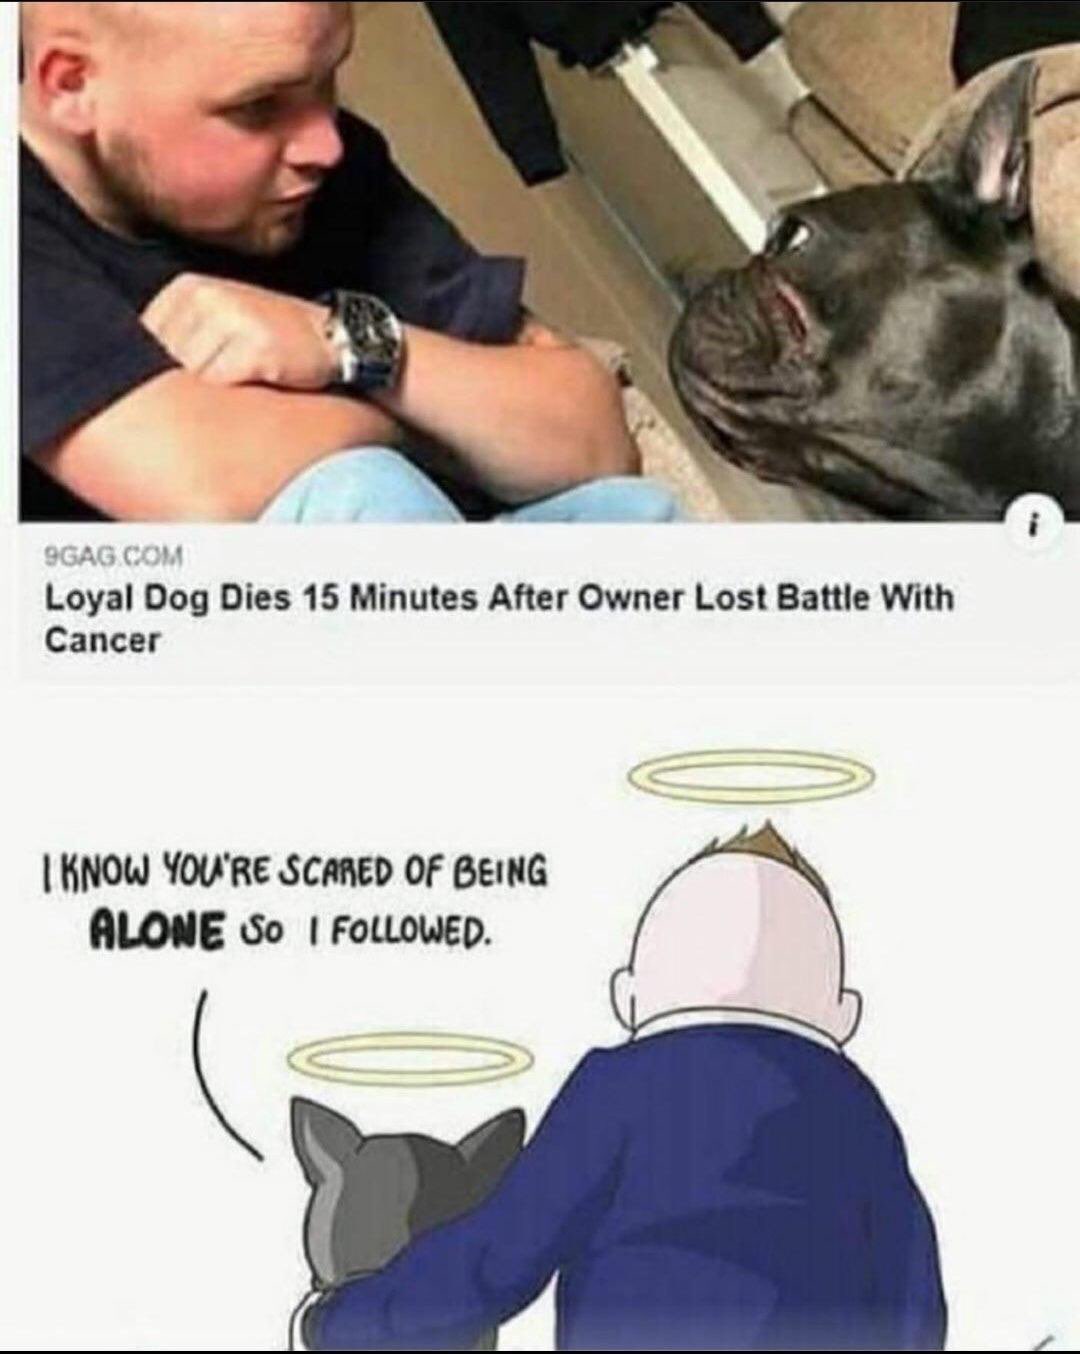 i
9GAG.COM
Loyal Dog Dies 15 Minutes After Owner Lost Battle With
Cancer
I KNOW YOU'RE SCARED OF BEING
ALONE SO I FOLLOWED.